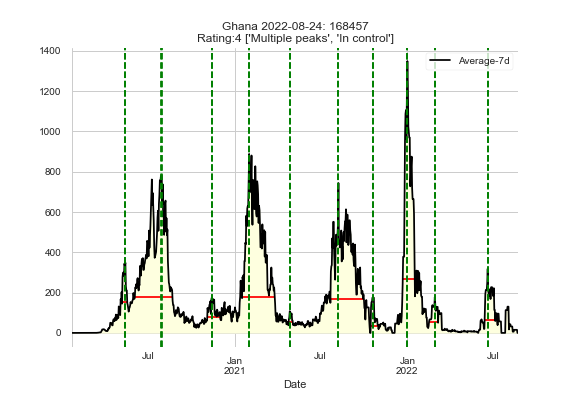 Ghana 2022-08-24: 168457
Rating:4 ['Multiple peaks', 'In control']
1400
1200
1000
800
600
400
200
0
Average-7d
Jul
Jan
2021
Jul
Jan
2022
Jul
Date